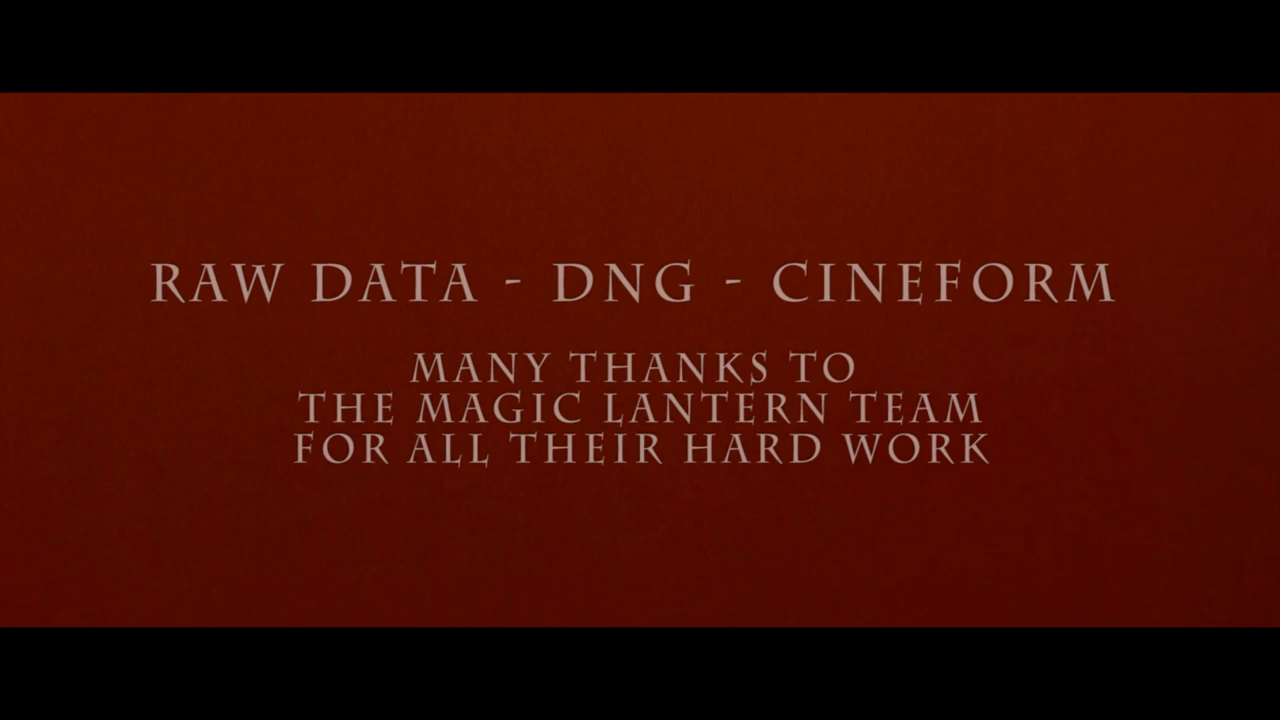 RAW DATA - DNG - CINEFORM
MANY THANKS TO
THE MAGIC LANTERN TEAM
FOR ALL THEIR HARD WORK